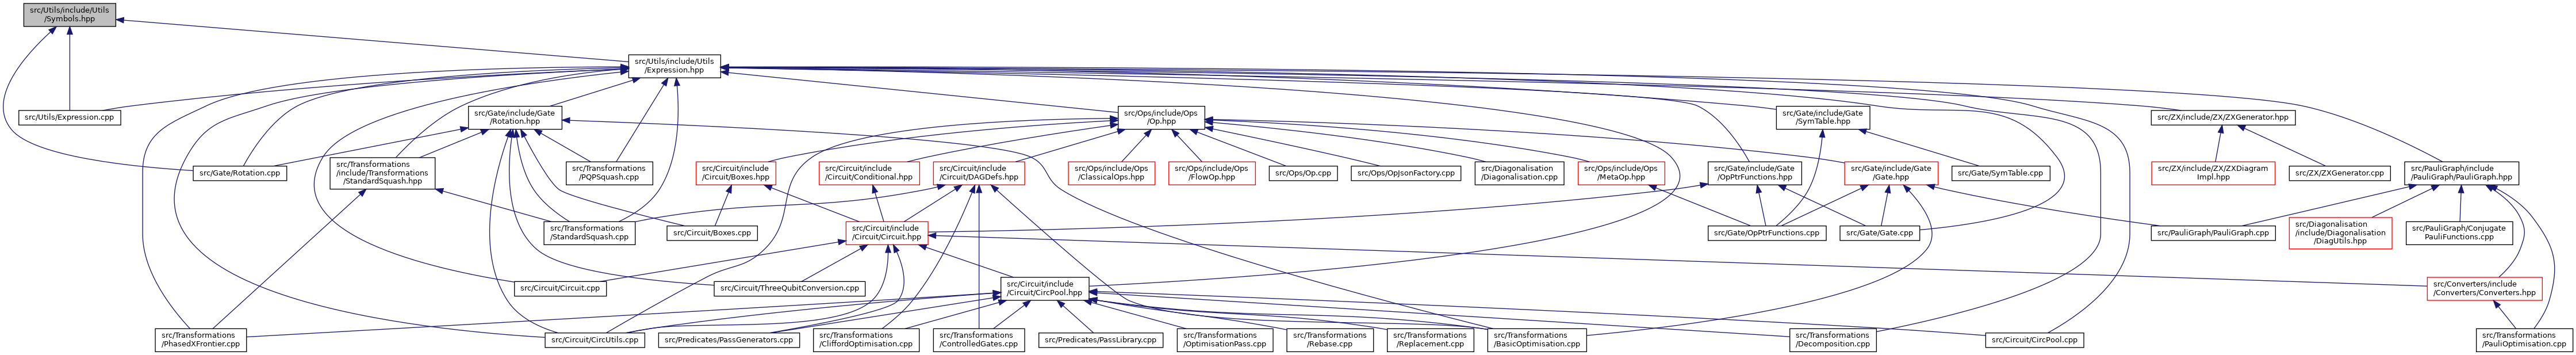 src/Utils/include/Utils
/Symbols.hpp
src/Utils/include/Utils
/Expression.hpp
src/Utils/Expression.cpp
src/Gate/include/Gate
/Rotation.hpp
src/Ops/include/Ops
/Op.hpp
src/Gate/include/Gate
/SymTable.hpp
src/ZX/include/ZX/ZXGenerator.hpp
src/Gate/Rotation.cpp
src/Transformations
/include/Transformations
/StandardSquash.hpp
src/Transformations
/PQPSquash.cpp
src/Circuit/include
/Circuit/Boxes.hpp
src/Circuit/include
/Circuit/Conditional.hpp
src/Circuit/include
/Circuit/DAGDefs.hpp
src/Ops/include/Ops
/ClassicalOps.hpp
src/Ops/include/Ops
/FlowOp.hpp
src/Ops/Op.cpp
src/Ops/OpJsonFactory.cpp
src/Diagonalisation
/Diagonalisation.cpp
src/Ops/include/Ops
/MetaOp.hpp
src/Gate/include/Gate
/OpPtrFunctions.hpp
src/Gate/include/Gate
/Gate.hpp
src/Gate/SymTable.cpp
src/ZX/include/ZX/ZXDiagram
Impl.hpp
src/ZX/ZXGenerator.cpp
src/PauliGraph/include
/PauliGraph/PauliGraph.hpp
src/Transformations
/StandardSquash.cpp
src/Circuit/Boxes.cpp
src/Circuit/include
/Circuit/Circuit.hpp
src/Gate/OpPtrFunctions.cpp
src/Gate/Gate.cpp
src/PauliGraph/PauliGraph.cpp
src/Diagonalisation
/include/Diagonalisation
/DiagUtils.hpp
src/PauliGraph/Conjugate
PauliFunctions.cpp
src/Circuit/Circuit.cpp
src/Circuit/ThreeQubitConversion.cpp
src/Circuit/include
/Circuit/CircPool.hpp
src/Converters/include
/Converters/Converters.hpp
src/Transformations
/PhasedXFrontier.cpp
src/Circuit/CircUtils.cpp
src/Predicates/PassGenerators.cpp
src/Transformations
/CliffordOptimisation.cpp
src/Transformations
/ControlledGates.cpp
src/Predicates/PassLibrary.cpp
src/Transformations
/OptimisationPass.cpp
src/Transformations
/Rebase.cpp
src/Transformations
/Replacement.cpp
src/Transformations
/BasicOptimisation.cpp
src/Transformations
/Decomposition.cpp
src/Circuit/CircPool.cpp
src/Transformations
/PauliOptimisation.cpp